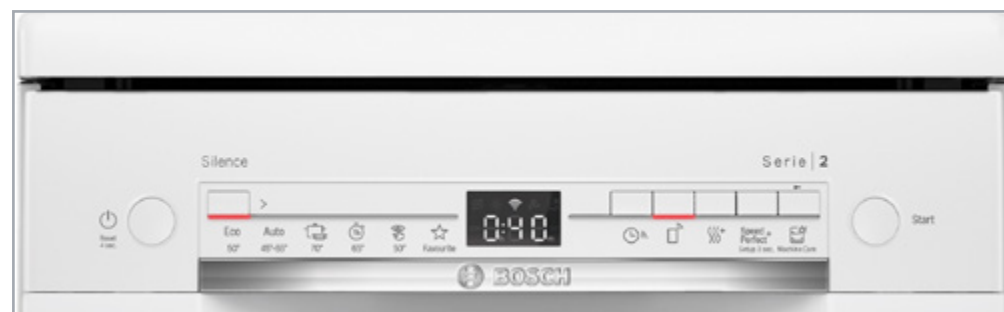 Silence
Serie | 2
Reset
Start
Eco
Auto
50°
45°-65°
70°
65°
50°
Favourite
0:40
h
Speed
Perfect
Setup 3 sec.
Machine Care
BOSCH